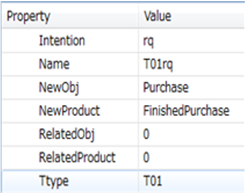 Property Value
Intention rq
Name T01rq
NewObj Purchase
NewProduct FinishedPurchase
RelatedObj 0
RelatedProduct 0
Ttype T01